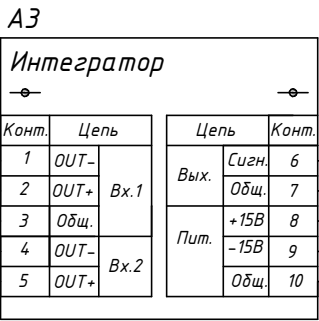 А3
Интегратор
Конт. Цепь Цепь Конт.
1 OUT- Вх.1 Вых. Сигн. 6
2 OUT+ Общ. 7
3 Общ. Пит. +15В 8
4 OUT- Вх.2 -15В 9
5 OUT+ Общ. 10